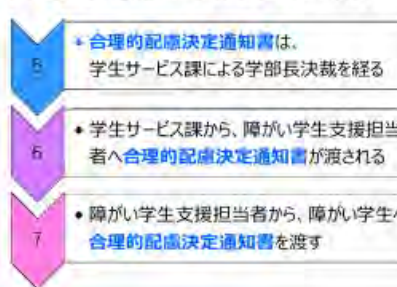 5
• 合理的配慮決定通知書は、
学生サービス課による学部長決裁を経る
6
• 学生サービス課から、障がい学生支援担当
者へ合理的配慮決定通知書が渡される
7
• 障がい学生支援担当者から、障がい学生へ
合理的配慮決定通知書を渡す